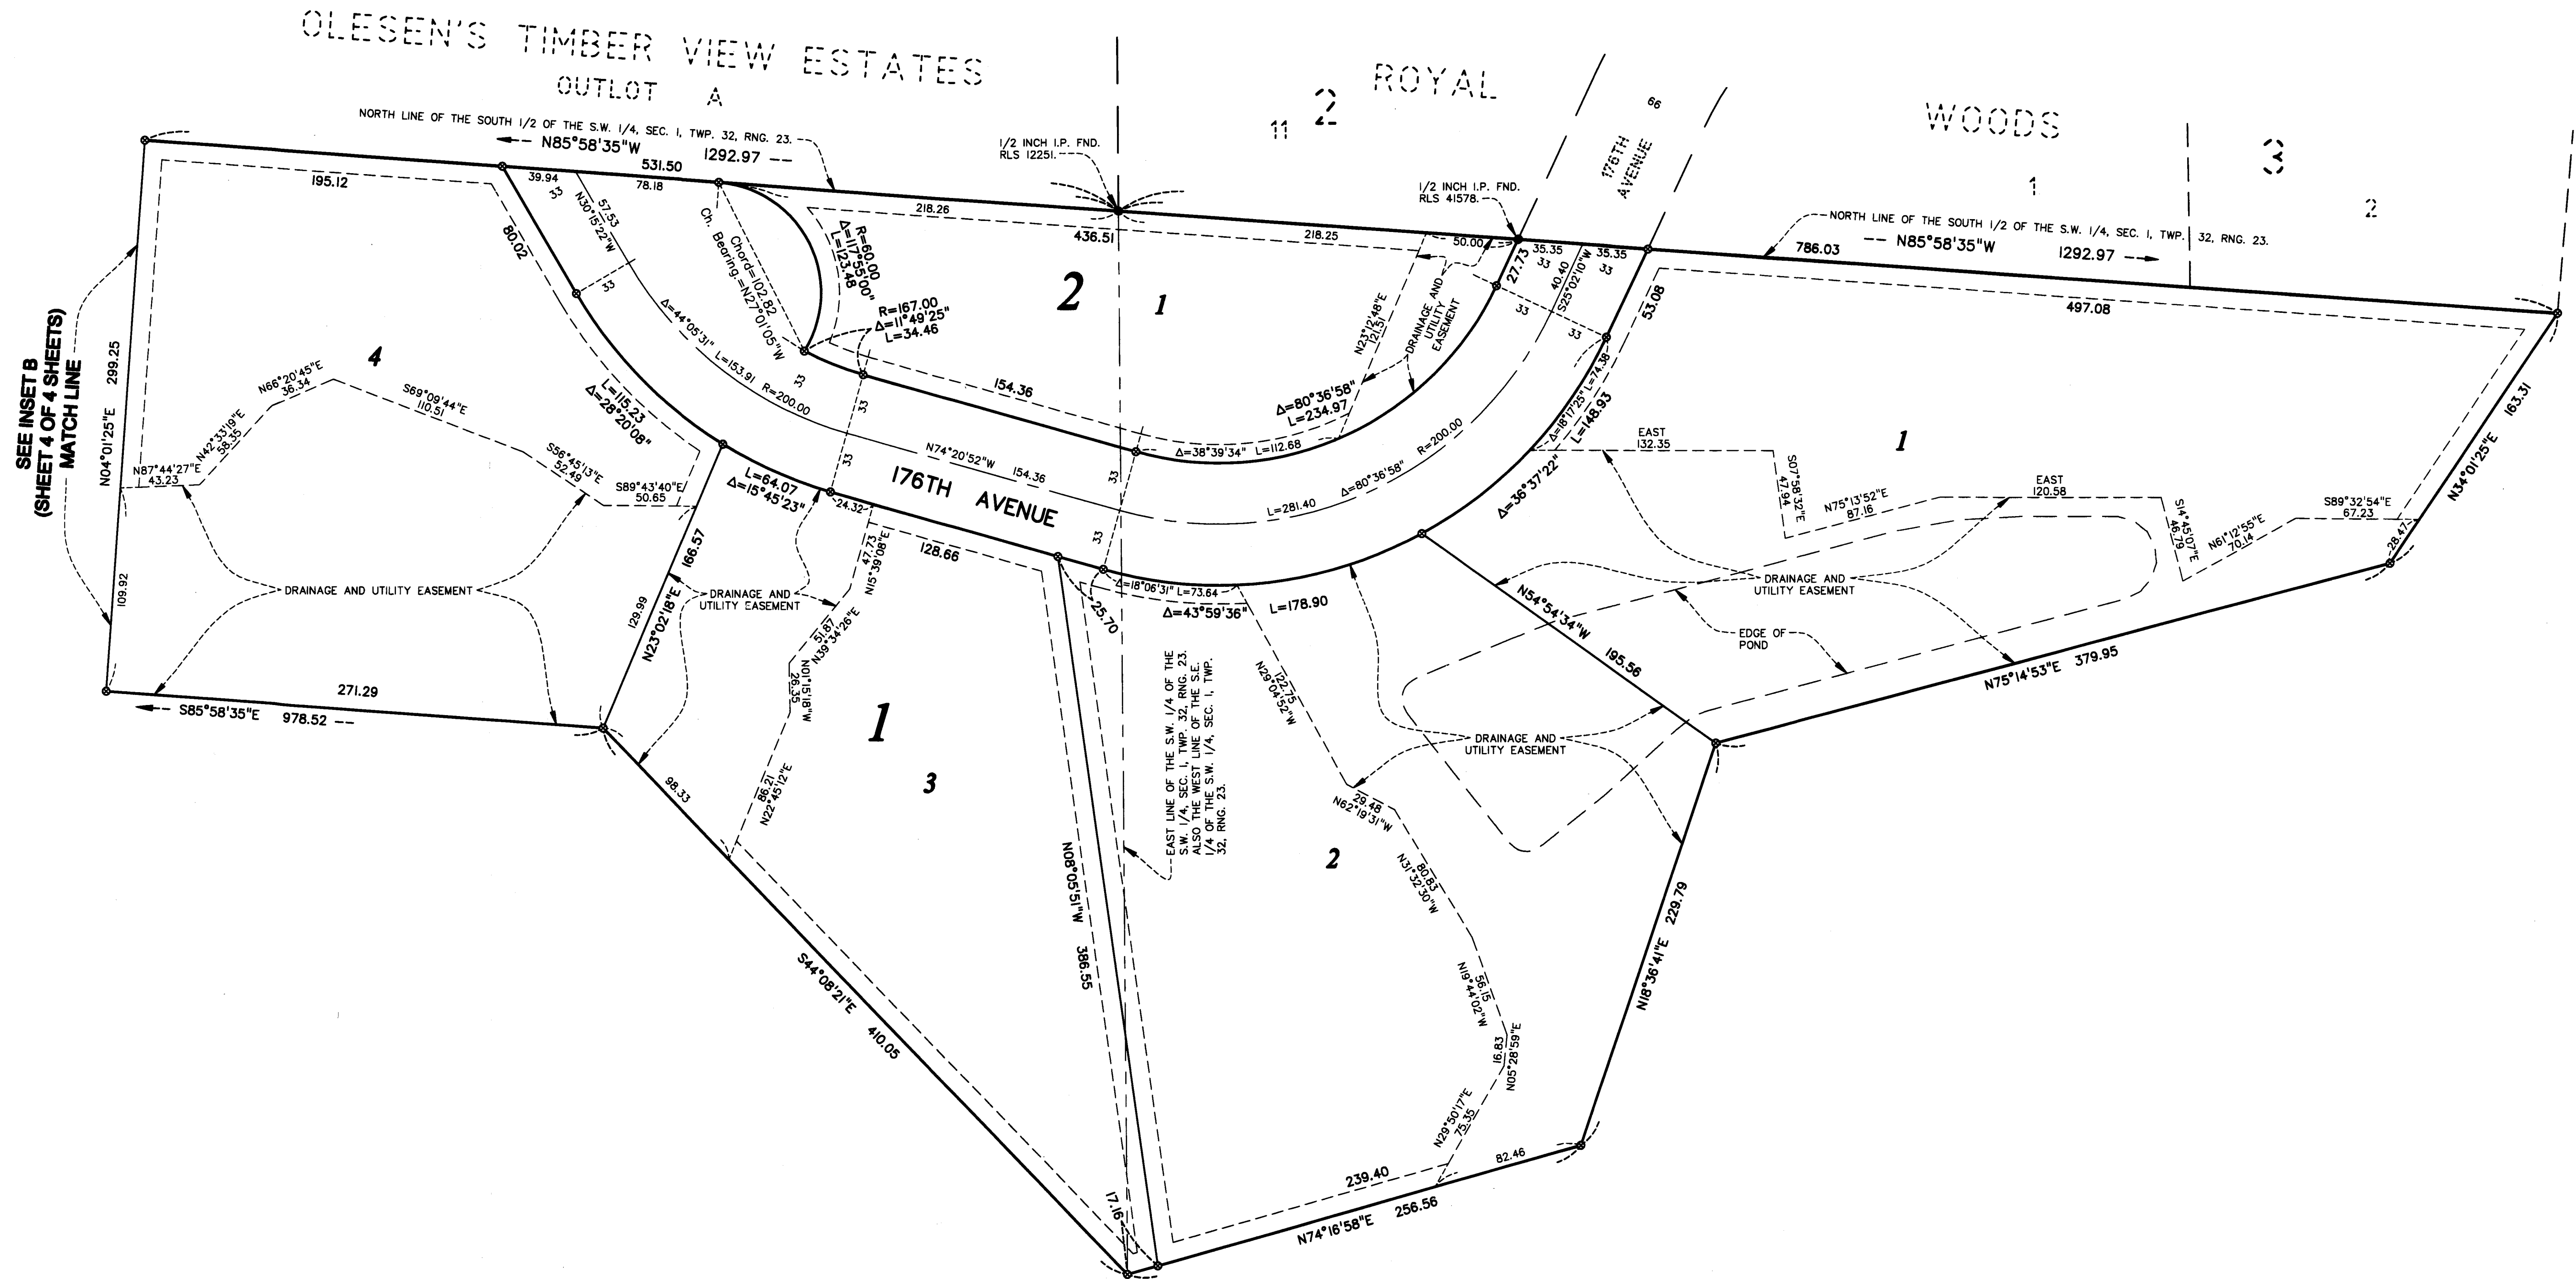 OLESEN'S TIMBER VIEW ESTATES
OUTLOT A
2 ROYAL
11
66
176TH
AVENUE
WOODS
1
3
2
NORTH LINE OF THE SOUTH 1/2 OF THE S.W. 1/4, SEC. 1, TWP. 32, RNG. 23.
N85°58'35"W 1292.97
531.50
1/2 INCH I.P. FND.
RLS 12251.
1/2 INCH I.P. FND.
RLS 41578.
NORTH LINE OF THE SOUTH 1/2 OF THE S.W. 1/4, SEC. 1, TWP. 32, RNG. 23.
786.03
N85°58'35"W 1292.97
195.12
39.94
78.18
218.26
436.51
218.25
50.00
35.35
35.35
497.08
33
57.53
N30°15'22"W
80.02
33
Ch. Bearing.=N27°01'05"W
Chord=102.82
R=60.00
Δ=117°55'00"
L=123.48
R=167.00
Δ=11°49'25"
L=34.46
2
1
154.36
27.73
33
33
40.40
S25°02'10"W
53.08
33
33
N23°12'48"E
121.51
DRAINAGE AND
UTILITY
EASEMENT
Δ=80°36'58"
L=234.97
Δ=38°39'34" L=112.68
Δ=44°05'31" L=153.91 R=200.00
33
33
33
33
33
N74°20'52"W 154.36
176TH AVENUE
L=281.40 Δ=80°36'58" R=200.00
Δ=18°17'25" L=74.38
L=148.93
Δ=36°37'22"
SEE INSET B
(SHEET 4 OF 4 SHEETS)
MATCH LINE
N04°01'25"E 299.25
109.92
4
N87°44'27"E
43.23
N42°33'19"E
58.35
N66°20'45"E
36.34
S69°09'44"E
110.51
S56°45'13"E
52.49
S89°43'40"E
50.65
L=115.23
Δ=28°20'08"
L=64.07
Δ=15°45'23"
24.32
128.66
DRAINAGE AND UTILITY EASEMENT
271.29
S85°58'35"E 978.52
129.99
N23°02'18"E 166.57
DRAINAGE AND
UTILITY EASEMENT
47.73
N15°39'08"E
51.87
N39°34'26"E
N01°15'18"W
26.35
86.21
N22°45'12"E
98.33
1
3
S44°08'21"E 410.05
N08°05'51"W 386.55
25.70
Δ=18°06'31" L=73.64
Δ=43°59'36" L=178.90
EAST LINE OF THE S.W. 1/4 OF THE
S.W. 1/4, SEC. 1, TWP. 32, RNG. 23.
ALSO THE WEST LINE OF THE S.E.
1/4 OF THE S.W. 1/4, SEC. 1, TWP.
32, RNG. 23.
122.75
N29°04'52"W
29.48
N62°19'31"W
2
80.83
N31°32'30"W
56.15
N19°44'02"W
16.83
N05°28'59"E
N29°50'17"E
75.35
17.16
239.40
82.46
N74°16'58"E 256.56
N18°36'41"E 229.79
N54°54'34"W 195.56
DRAINAGE AND
UTILITY EASEMENT
EAST
132.35
1
S07°58'32"E
47.94
N75°13'52"E
87.16
EAST
120.58
S14°45'07"E
46.79
N61°12'55"E
70.14
S89°32'54"E
67.23
28.47
N34°01'25"E 163.31
DRAINAGE AND
UTILITY EASEMENT
EDGE OF
POND
N75°14'53"E 379.95